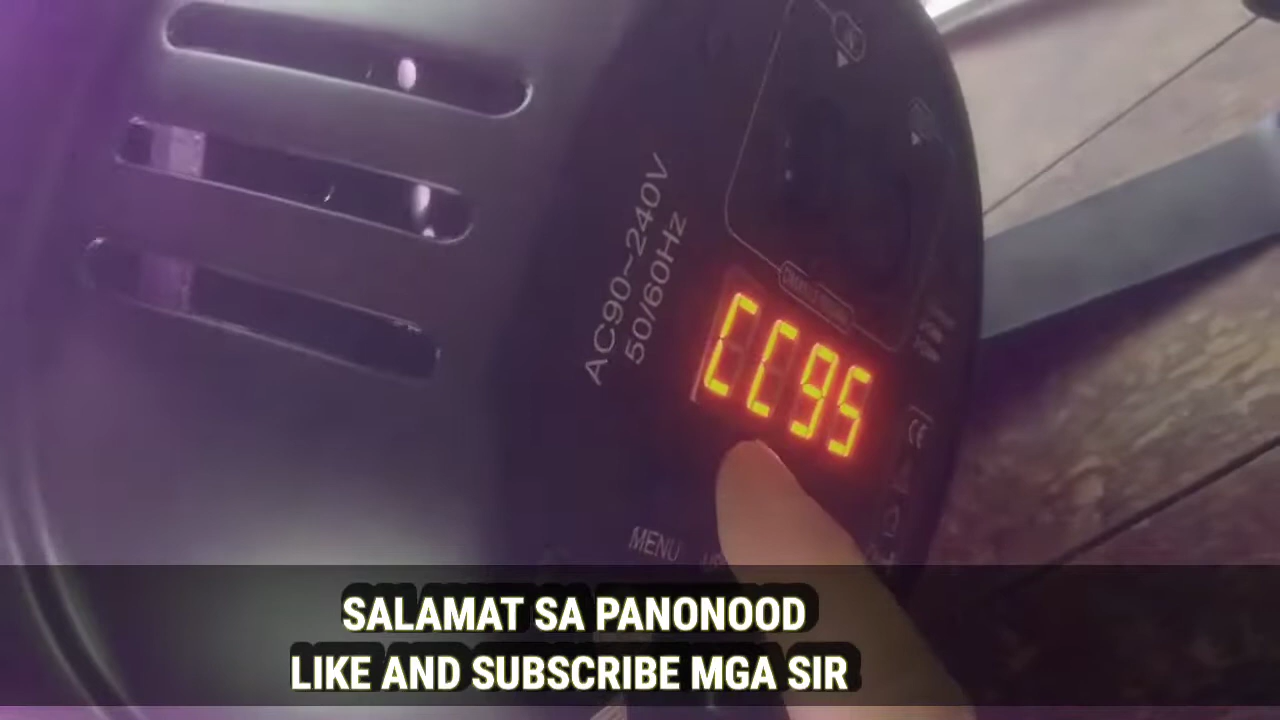 AC90~240V
50/60Hz
CC95
MENU
SALAMAT SA PANONOOD
LIKE AND SUBSCRIBE MGA SIR